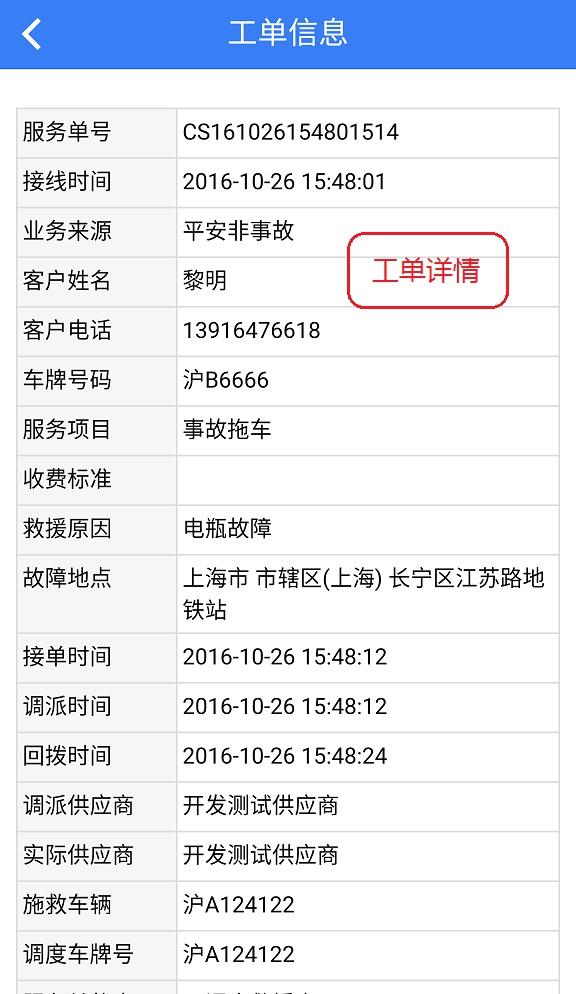 工单信息
服务单号 CS161026154801514
接线时间 2016-10-26 15:48:01
业务来源 平安非事故
工单详情
客户姓名 黎明
客户电话 13916476618
车牌号码 沪B6666
服务项目 事故拖车
收费标准
救援原因 电瓶故障
故障地点 上海市 市辖区(上海) 长宁区江苏路地
铁站
接单时间 2016-10-26 15:48:12
调派时间 2016-10-26 15:48:12
回拨时间 2016-10-26 15:48:24
调派供应商 开发测试供应商
实际供应商 开发测试供应商
施救车辆 沪A124122
调度车牌号 沪A124122